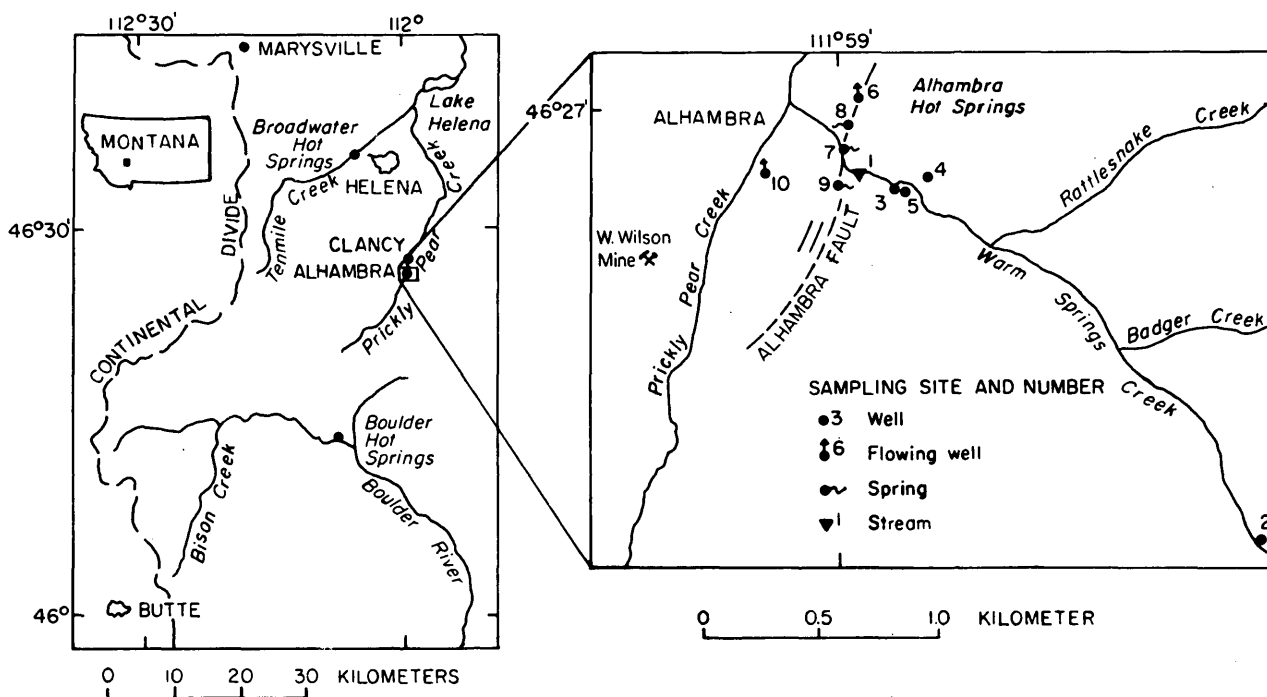 112°30'
112°
MARYSVILLE
Lake
Helena
MONTANA
Broadwater
Hot
Springs
HELENA
Tenmile Creek
Creek
46°30'
DIVIDE
CLANCY
ALHAMBRA
Pear
Prickly
CONTINENTAL
Boulder
Hot
Springs
Bison Creek
Boulder
River
46°
BUTTE
0 10 20 30 KILOMETERS
111°59'
46°27'
ALHAMBRA
6
8
Alhambra
Hot Springs
Rattlesnake Creek
7
1
4
10
9
3
5
W. Wilson
Mine
Prickly Pear Creek
ALHAMBRA FAULT
Warm Springs Creek
Badger Creek
SAMPLING SITE AND NUMBER
3 Well
6 Flowing well
Spring
1 Stream
2
0 0.5 1.0 KILOMETER